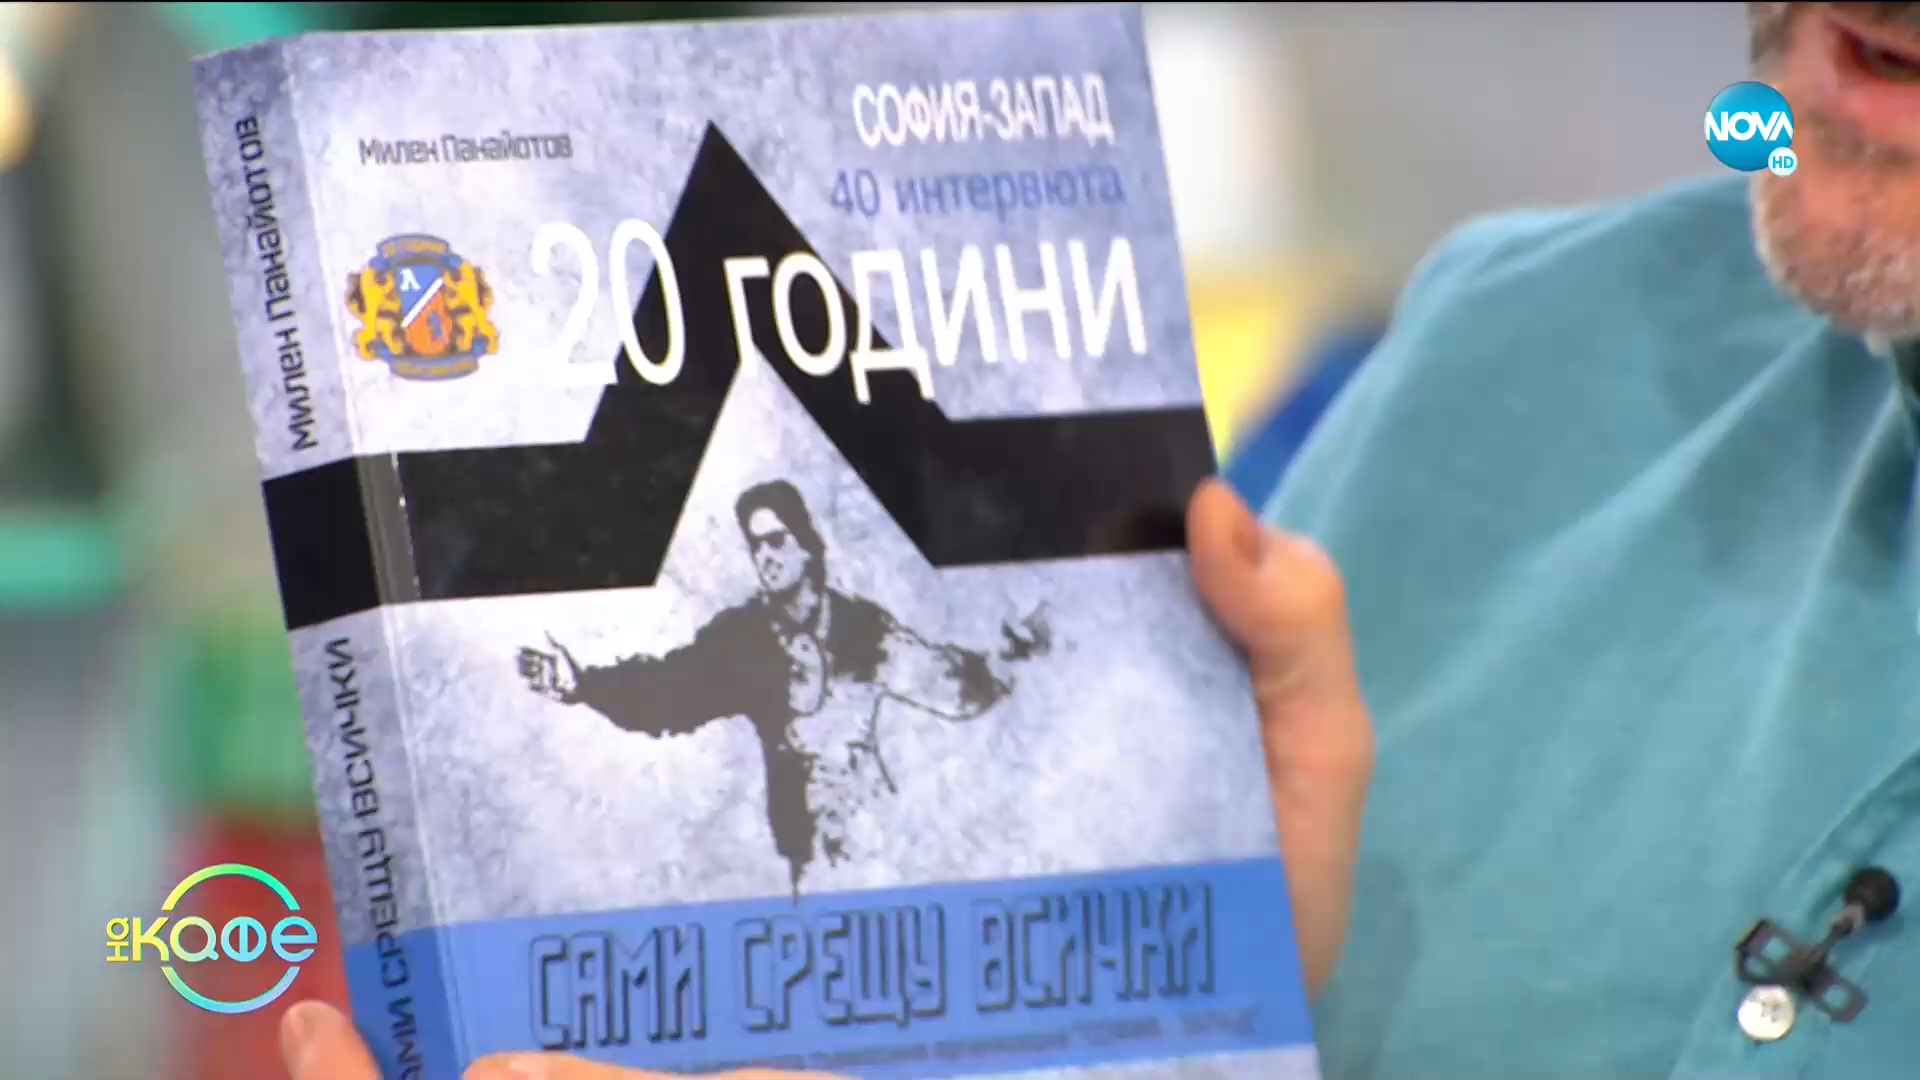 Милен Панайотов
СОФИЯ-ЗАПАД
40 интервюта
20 ГОДИНИ
САМИ СРЕЩУ ВСИЧКИ
Милен Панайотов
САМИ СРЕЩУ ВСИЧКИ
Λ
NOVA
HD
на кафе